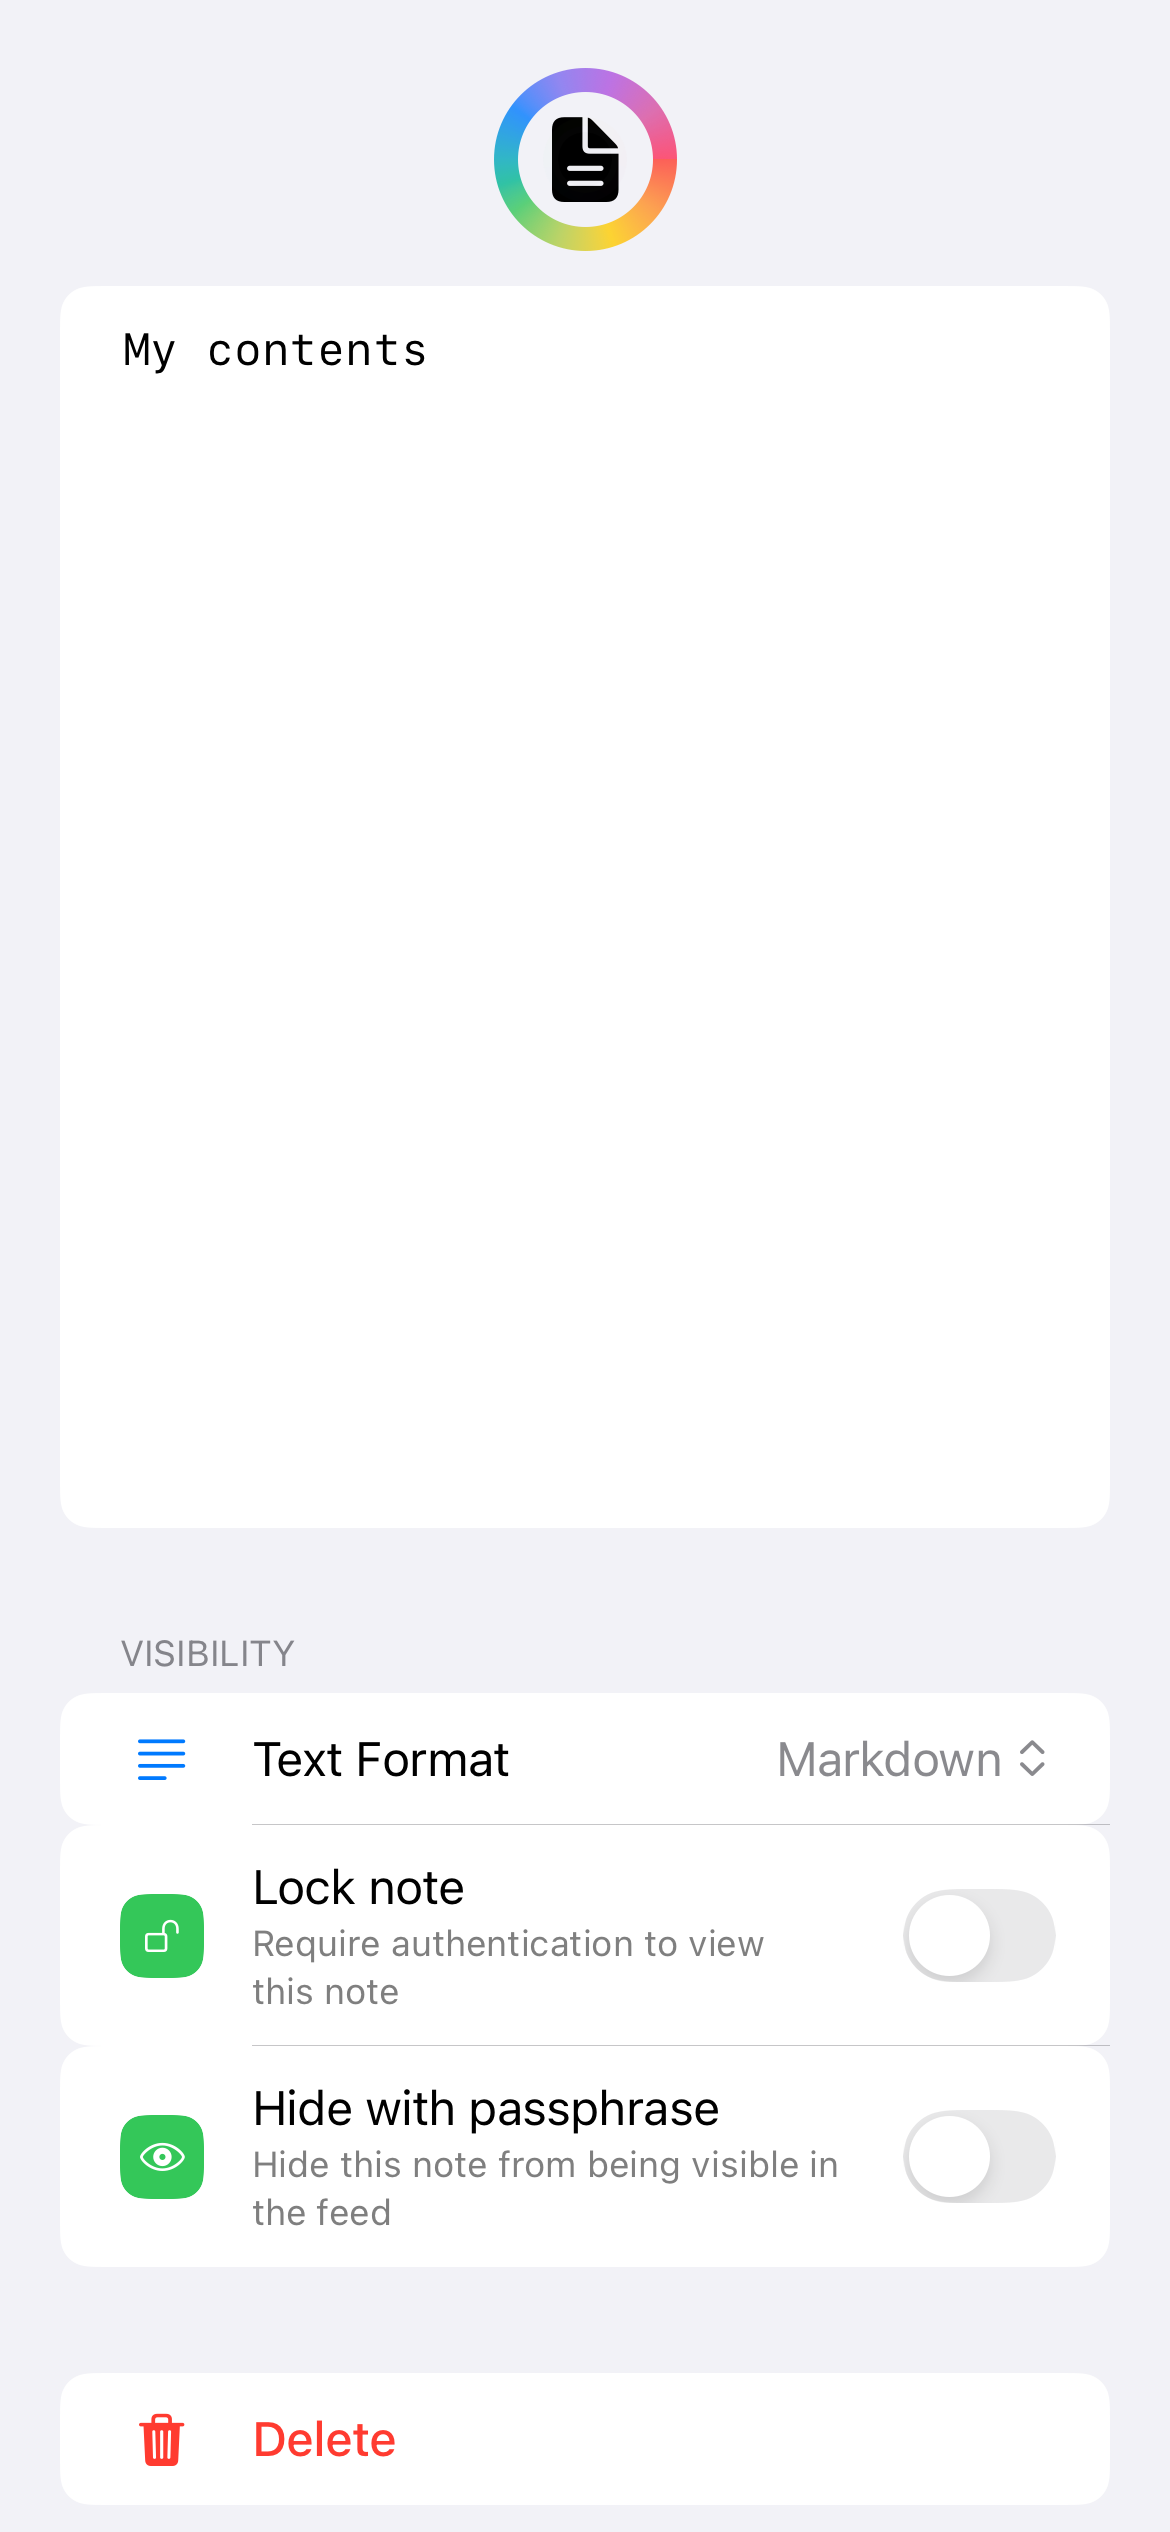 My contents
VISIBILITY
Text Format
Markdown
Lock note
Require authentication to view
this note
Hide with passphrase
Hide this note from being visible in
the feed
Delete